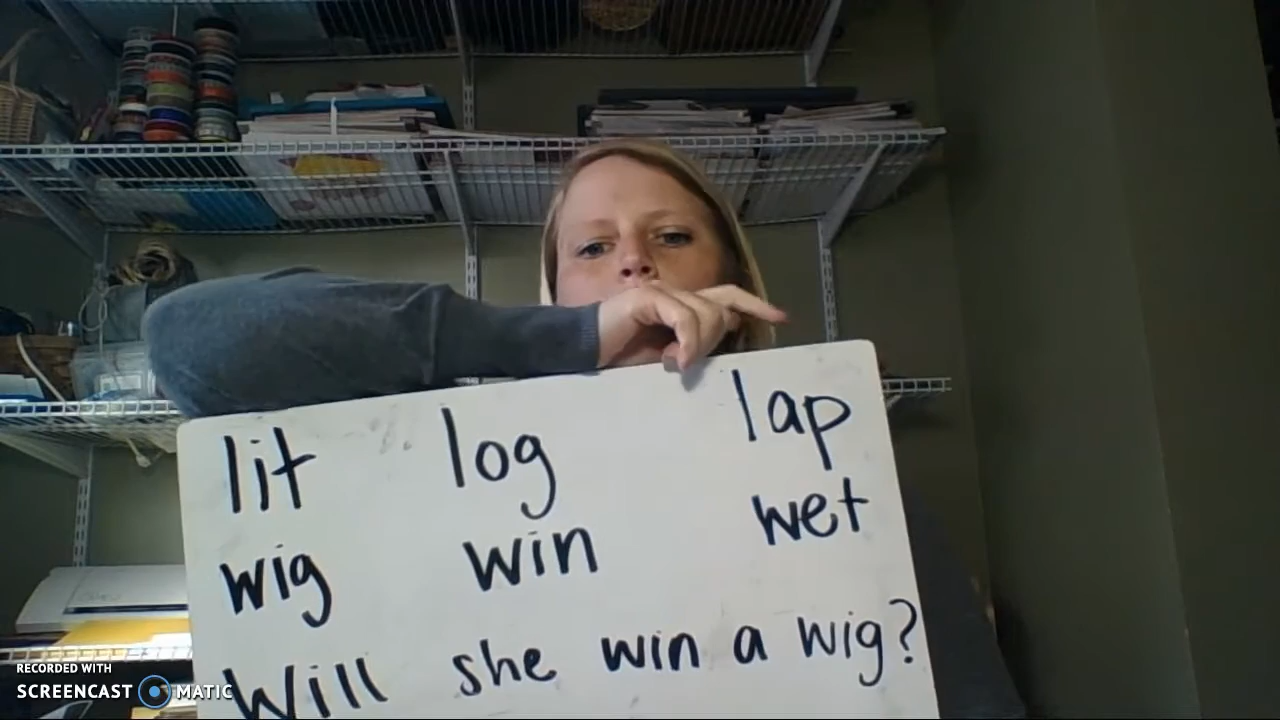 lit log lap
wig win wet
Will she win a wig?
RECORDED WITH
SCREENCAST MATIC